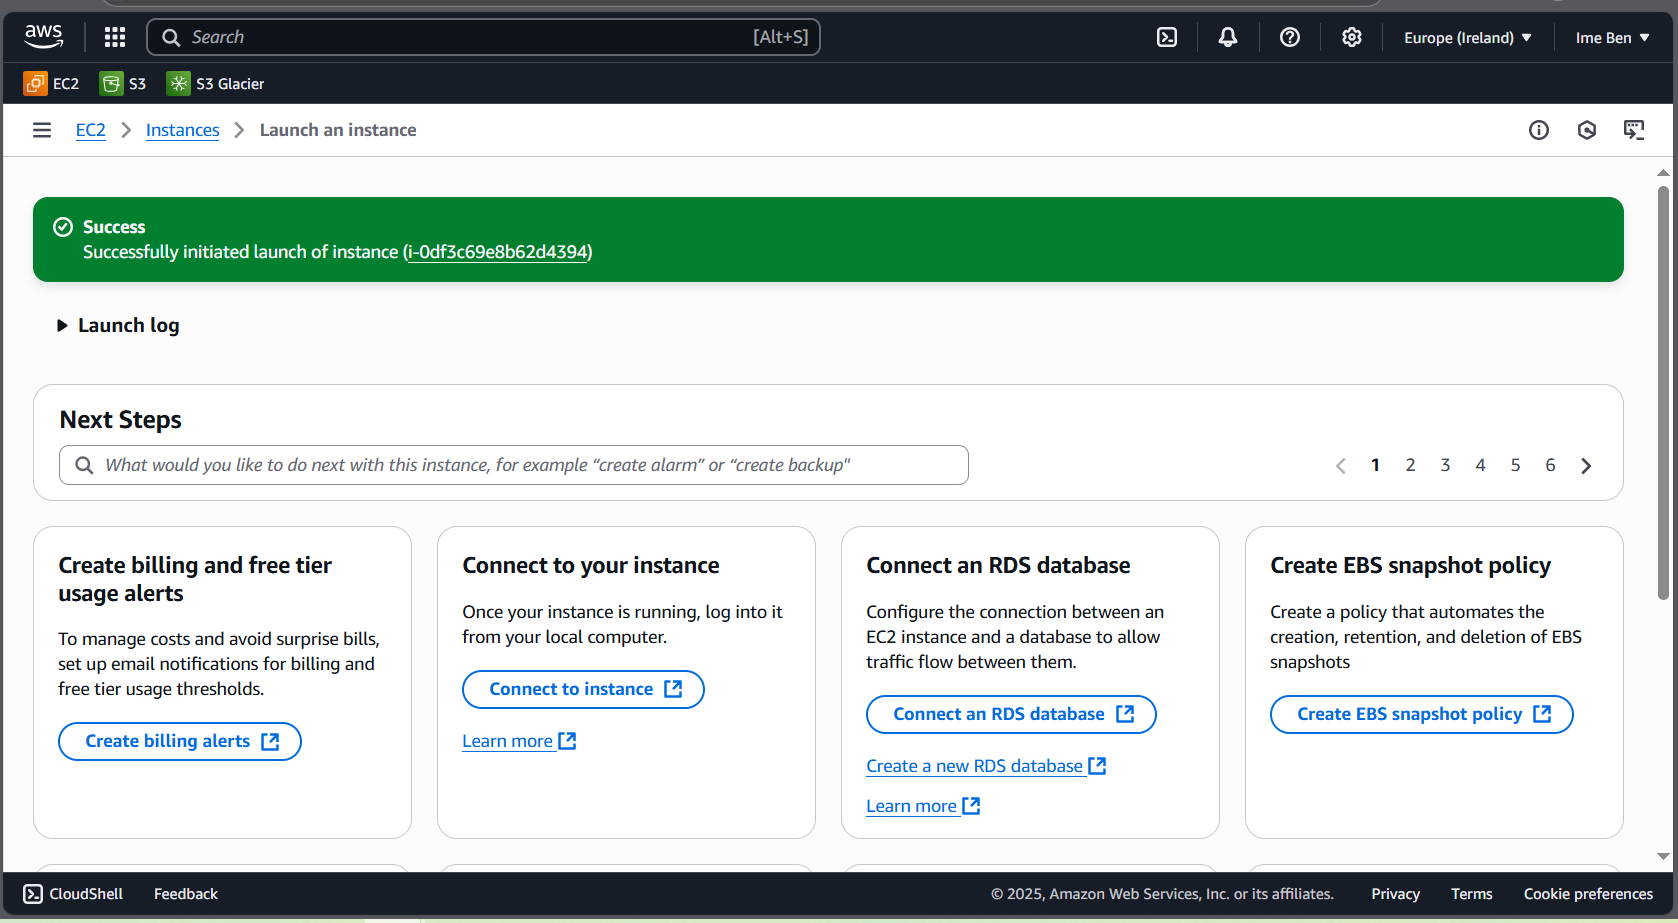 aws
Search [Alt+S]
Europe (Ireland)
Ime Ben
EC2 S3 S3 Glacier
EC2 Instances Launch an instance
Success
Successfully initiated launch of instance (i-0df3c69e8b62d4394)
Launch log
Next Steps
What would you like to do next with this instance, for example “create alarm” or “create backup"
1 2 3 4 5 6
Create billing and free tier
usage alerts
To manage costs and avoid surprise bills,
set up email notifications for billing and
free tier usage thresholds.
Create billing alerts
Connect to your instance
Once your instance is running, log into it
from your local computer.
Connect to instance
Learn more
Connect an RDS database
Configure the connection between an
EC2 instance and a database to allow
traffic flow between them.
Connect an RDS database
Create a new RDS database
Learn more
Create EBS snapshot policy
Create a policy that automates the
creation, retention, and deletion of EBS
snapshots
Create EBS snapshot policy
CloudShell Feedback
© 2025, Amazon Web Services, Inc. or its affiliates. Privacy Terms Cookie preferences